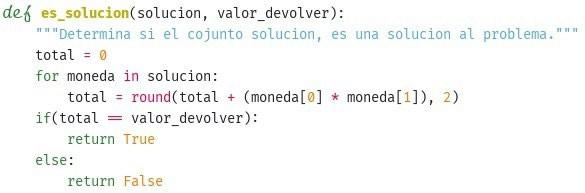 def es_solucion(solucion, valor_devolver):
    """Determina si el cojunto solucion, es una solucion al problema."""
    total = 0
    for moneda in solucion:
        total = round(total + (moneda[0] * moneda[1]), 2)
    if(total == valor_devolver):
        return True
    else:
        return False